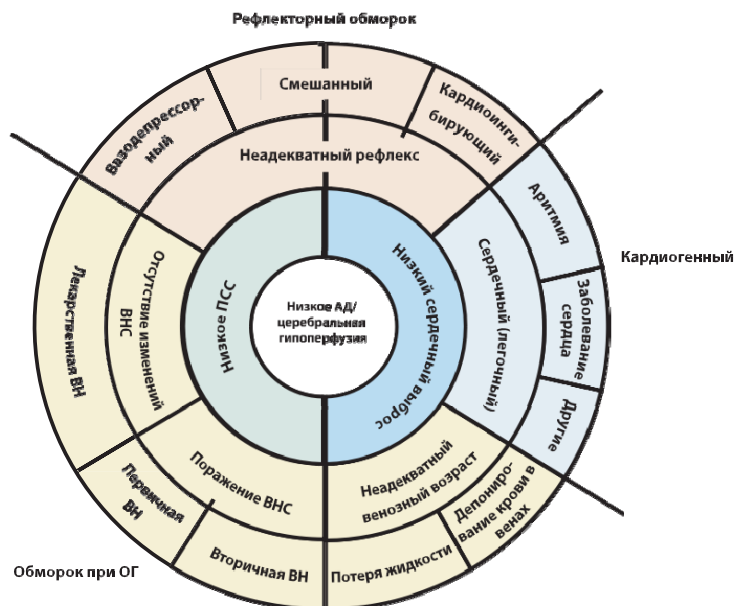 Рефлекторный обморок
Смешанный
Вазодепрессор-
ный
Кардиоинги-
бирующий
Неадекватный рефлекс
Аритмия
Кардиогенный
Заболевание
сердца
Другие
Сердечный (легочный)
Низкий сердечный выброс
Низкое ПСС
Низкое АД/
церебральная
гипоперфузия
Отсутствие изменений
ВНС
Лекарственная ВН
Поражение ВНС
Неадекватный
венозный возраст
Депониро-
вание крови в
венах
Первичная
ВН
Вторичная ВН
Потеря жидкости
Обморок при ОГ